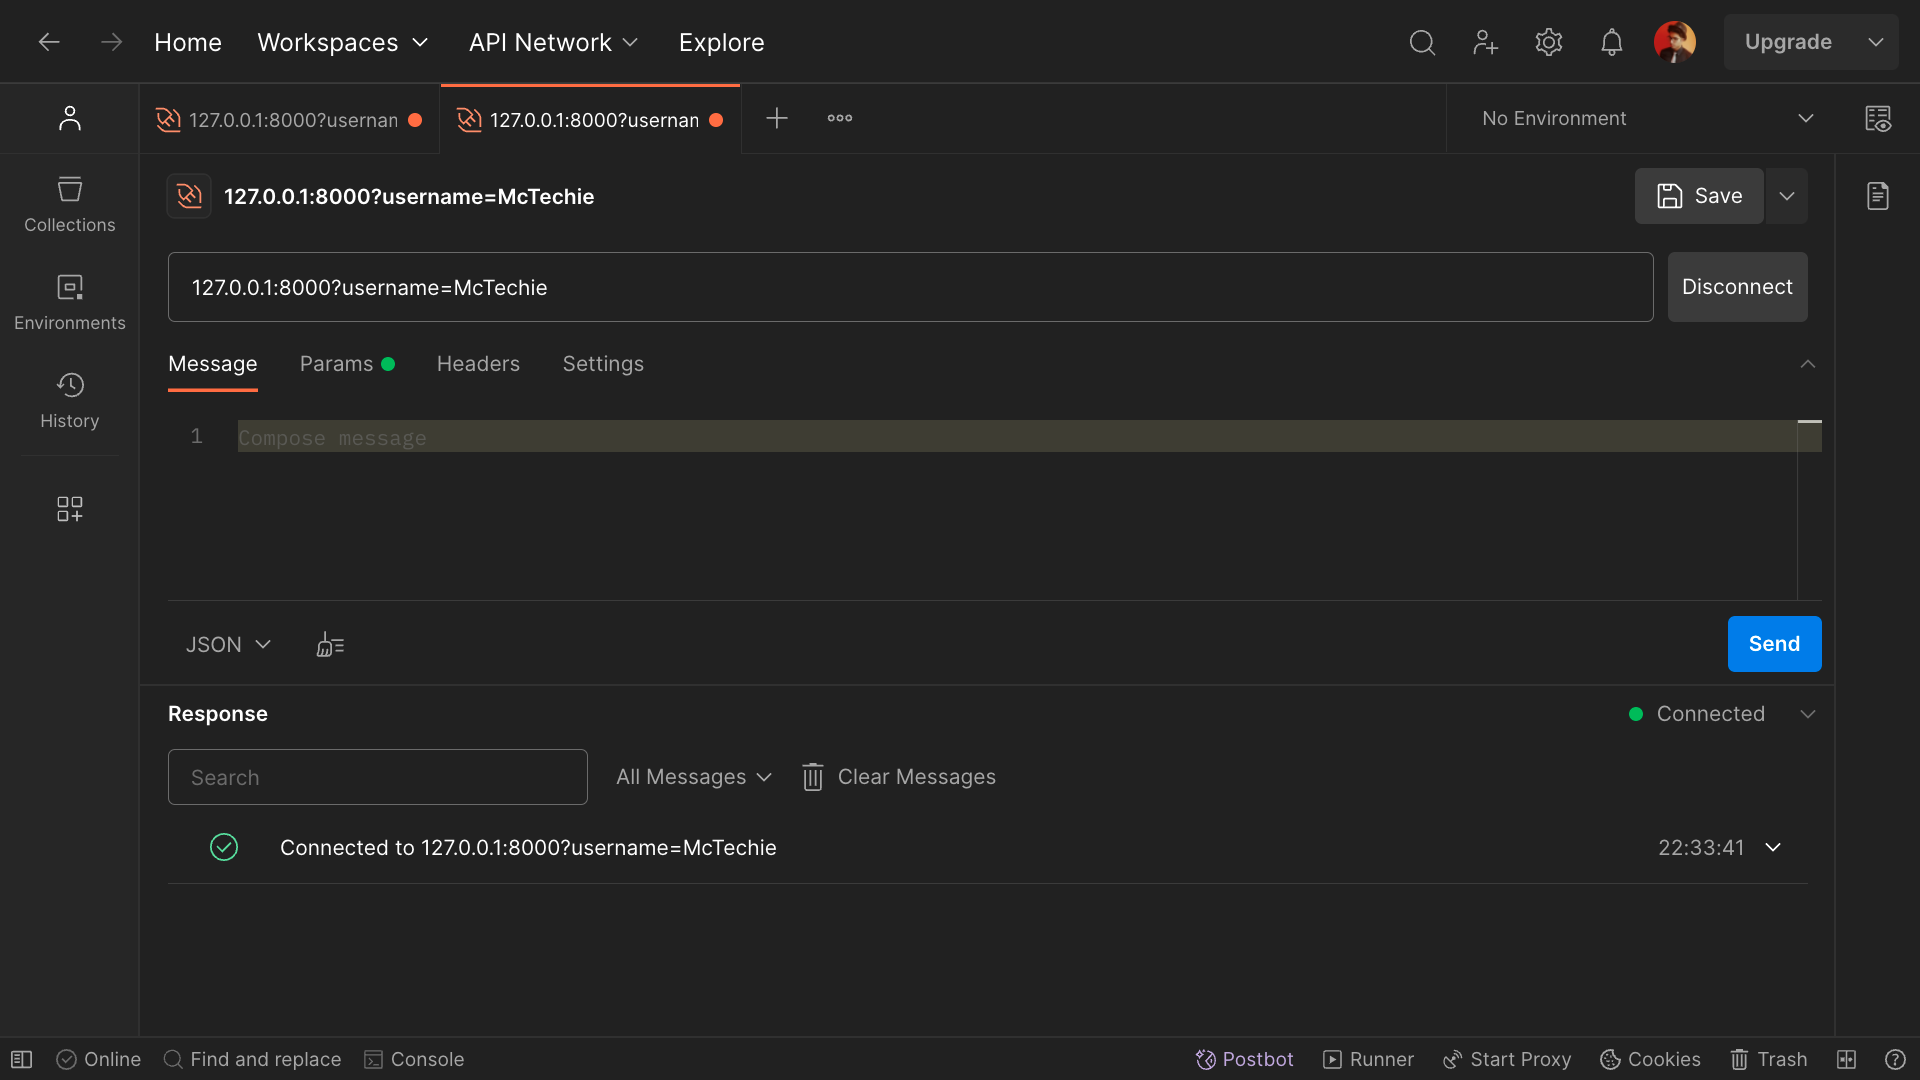 Home Workspaces API Network Explore Upgrade
127.0.0.1:8000?usernan 127.0.0.1:8000?usernan No Environment
127.0.0.1:8000?username=McTechie Save
Collections
Environments
History
127.0.0.1:8000?username=McTechie Disconnect
Message Params Headers Settings
1 Compose message
JSON Send
Response Connected
Search All Messages Clear Messages
Connected to 127.0.0.1:8000?username=McTechie 22:33:41
Online Find and replace Console Postbot Runner Start Proxy Cookies Trash